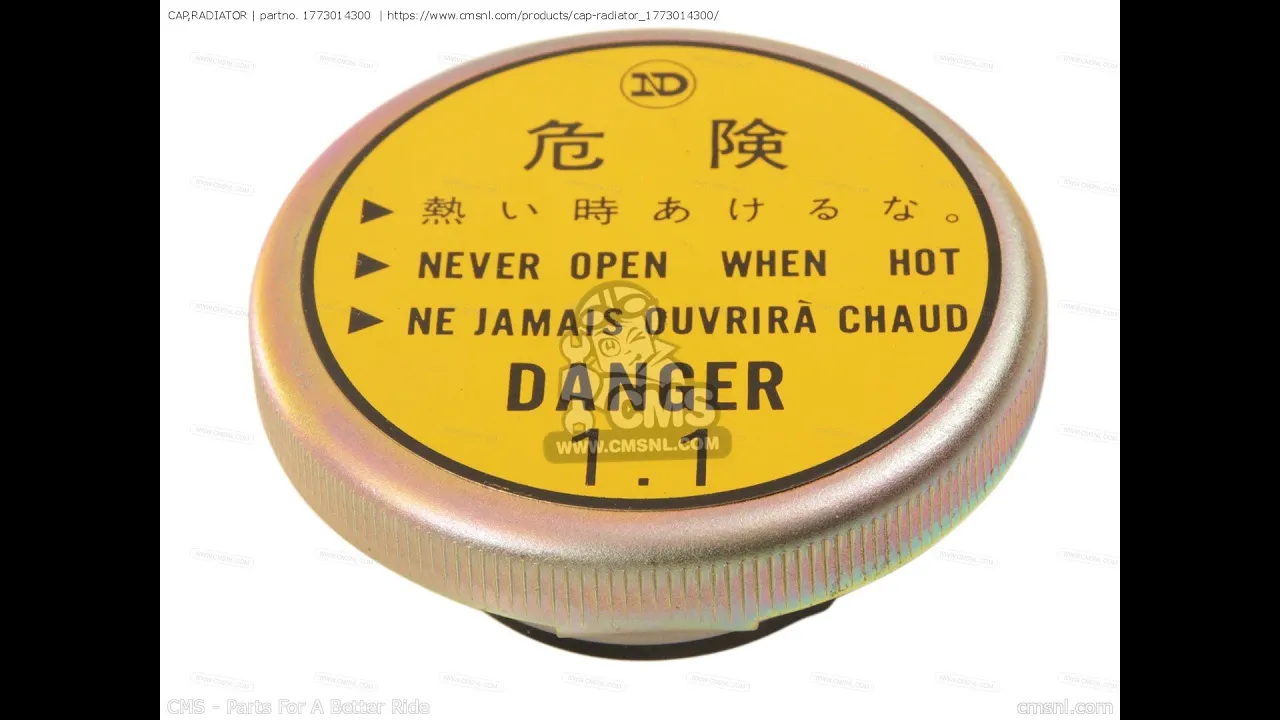 CAP,RADIATOR | partno. 1773014300 | https://www.cmsnl.com/products/cap-radiator_1773014300/
ND
危 険
▶ 熱い時あけるな。
▶ NEVER OPEN WHEN HOT
▶ NE JAMAIS OUVRIRÀ CHAUD
DANGER
CMS
WWW.CMSNL.COM
1.1
CMS - Parts For A Better Ride
cmsnl.com